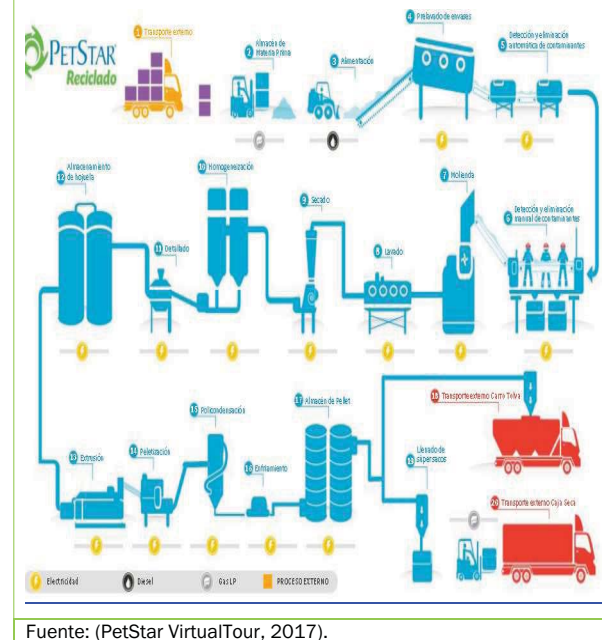 PETSTAR
Reciclado
1 Transporte externo
2 Almacén de
Materia Prima
3 Alimentación
4 Prelavado de envases
5 Detección y eliminación
automática de contaminantes
12 Almacenamiento
de hojuela
10 Homogeneización
9 Secado
7 Molienda
6 Detección y eliminación
manual de contaminantes
11 Detallado
8 Lavado
15 Policondensación
17 Almacén de Pellet
18 Transporte externo Carro Tolva
13 Extrusión
14 Peletización
16 Enfriamiento
19 Llenado de
supersacos
20 Transporte externo Caja Seca
Electricidad
Diesel
Gas LP
PROCESO EXTERNO
Fuente: (PetStar VirtualTour, 2017).